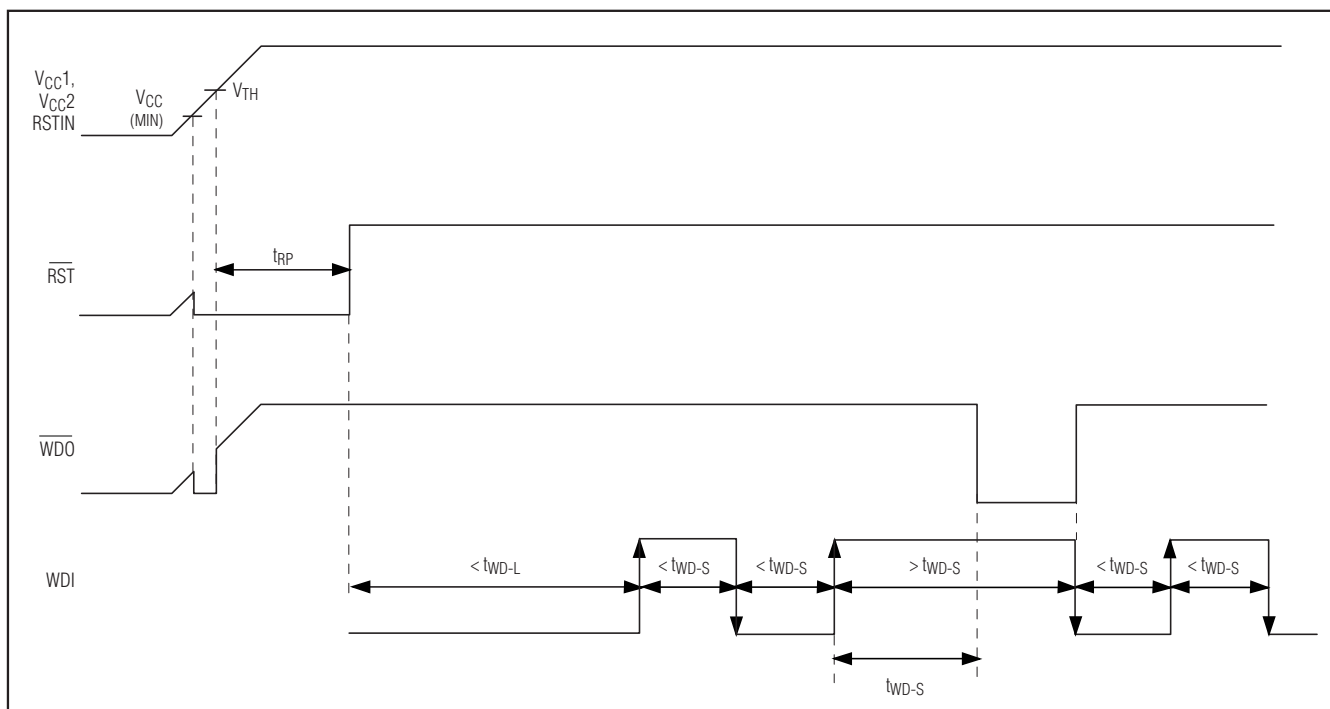 VCC1,
VCC2
RSTIN
VCC
(MIN)
VTH
RST
tRP
WDO
WDI
< tWD-L
< tWD-S
< tWD-S
> tWD-S
< tWD-S
< tWD-S
tWD-S